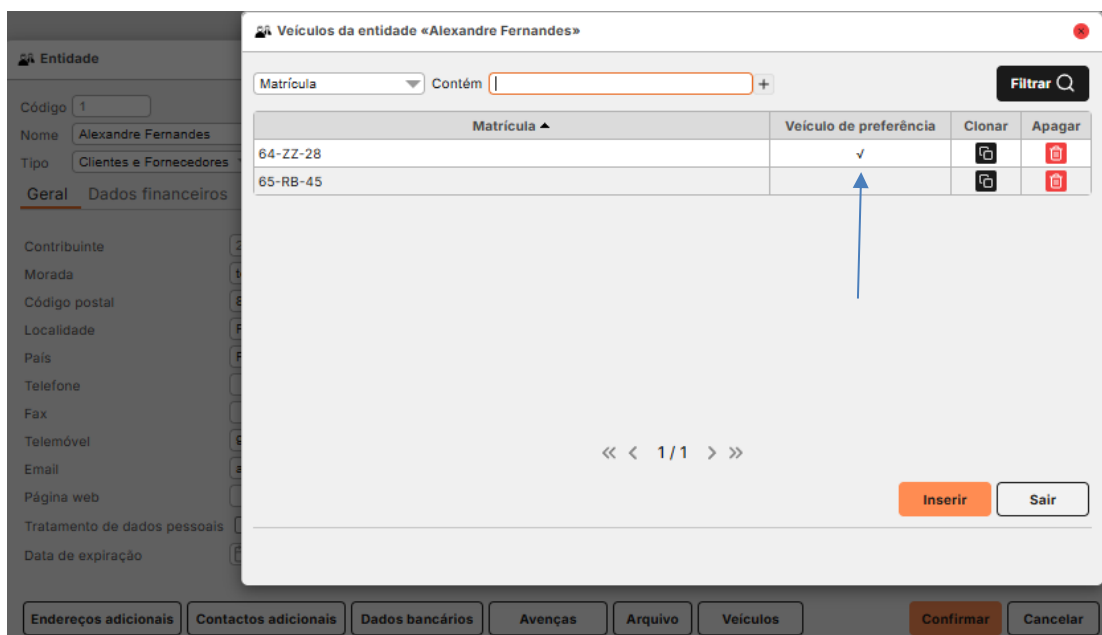 Veículos da entidade «Alexandre Fernandes»
Entidade
Matrícula Contém + Filtrar
Código 1
Nome Alexandre Fernandes
Tipo Clientes e Fornecedores
Geral Dados financeiros
Matrícula Veículo de preferência Clonar Apagar
64-ZZ-28 √
65-RB-45
Contribuinte
Morada
Código postal
Localidade
País
Telefone
Fax
Telemóvel
Email
Página web
Tratamento de dados pessoais
Data de expiração
« < 1/1 > »
Inserir Sair
Endereços adicionais Contactos adicionais Dados bancários Avenças Arquivo Veículos Confirmar Cancelar